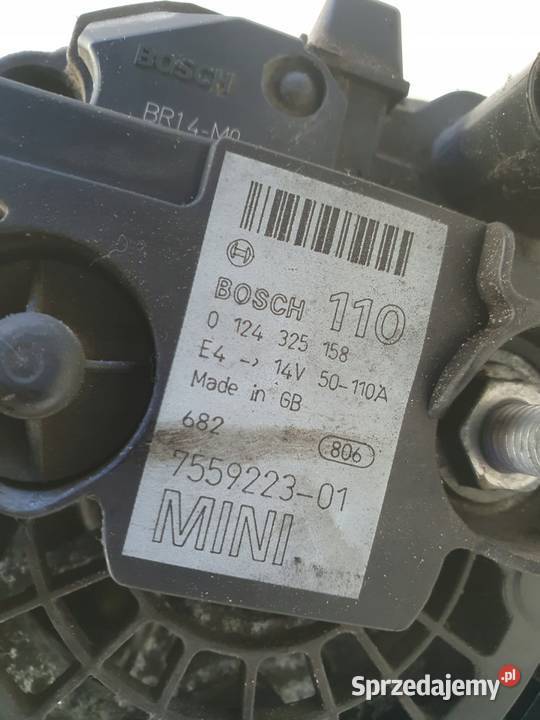 BOSCH
BR14-M0
BOSCH 110
0 124 325 158
E4 -> 14V 50-110A
Made in GB
682 806
7559223-01
MINI
Sprzedajemy.pl